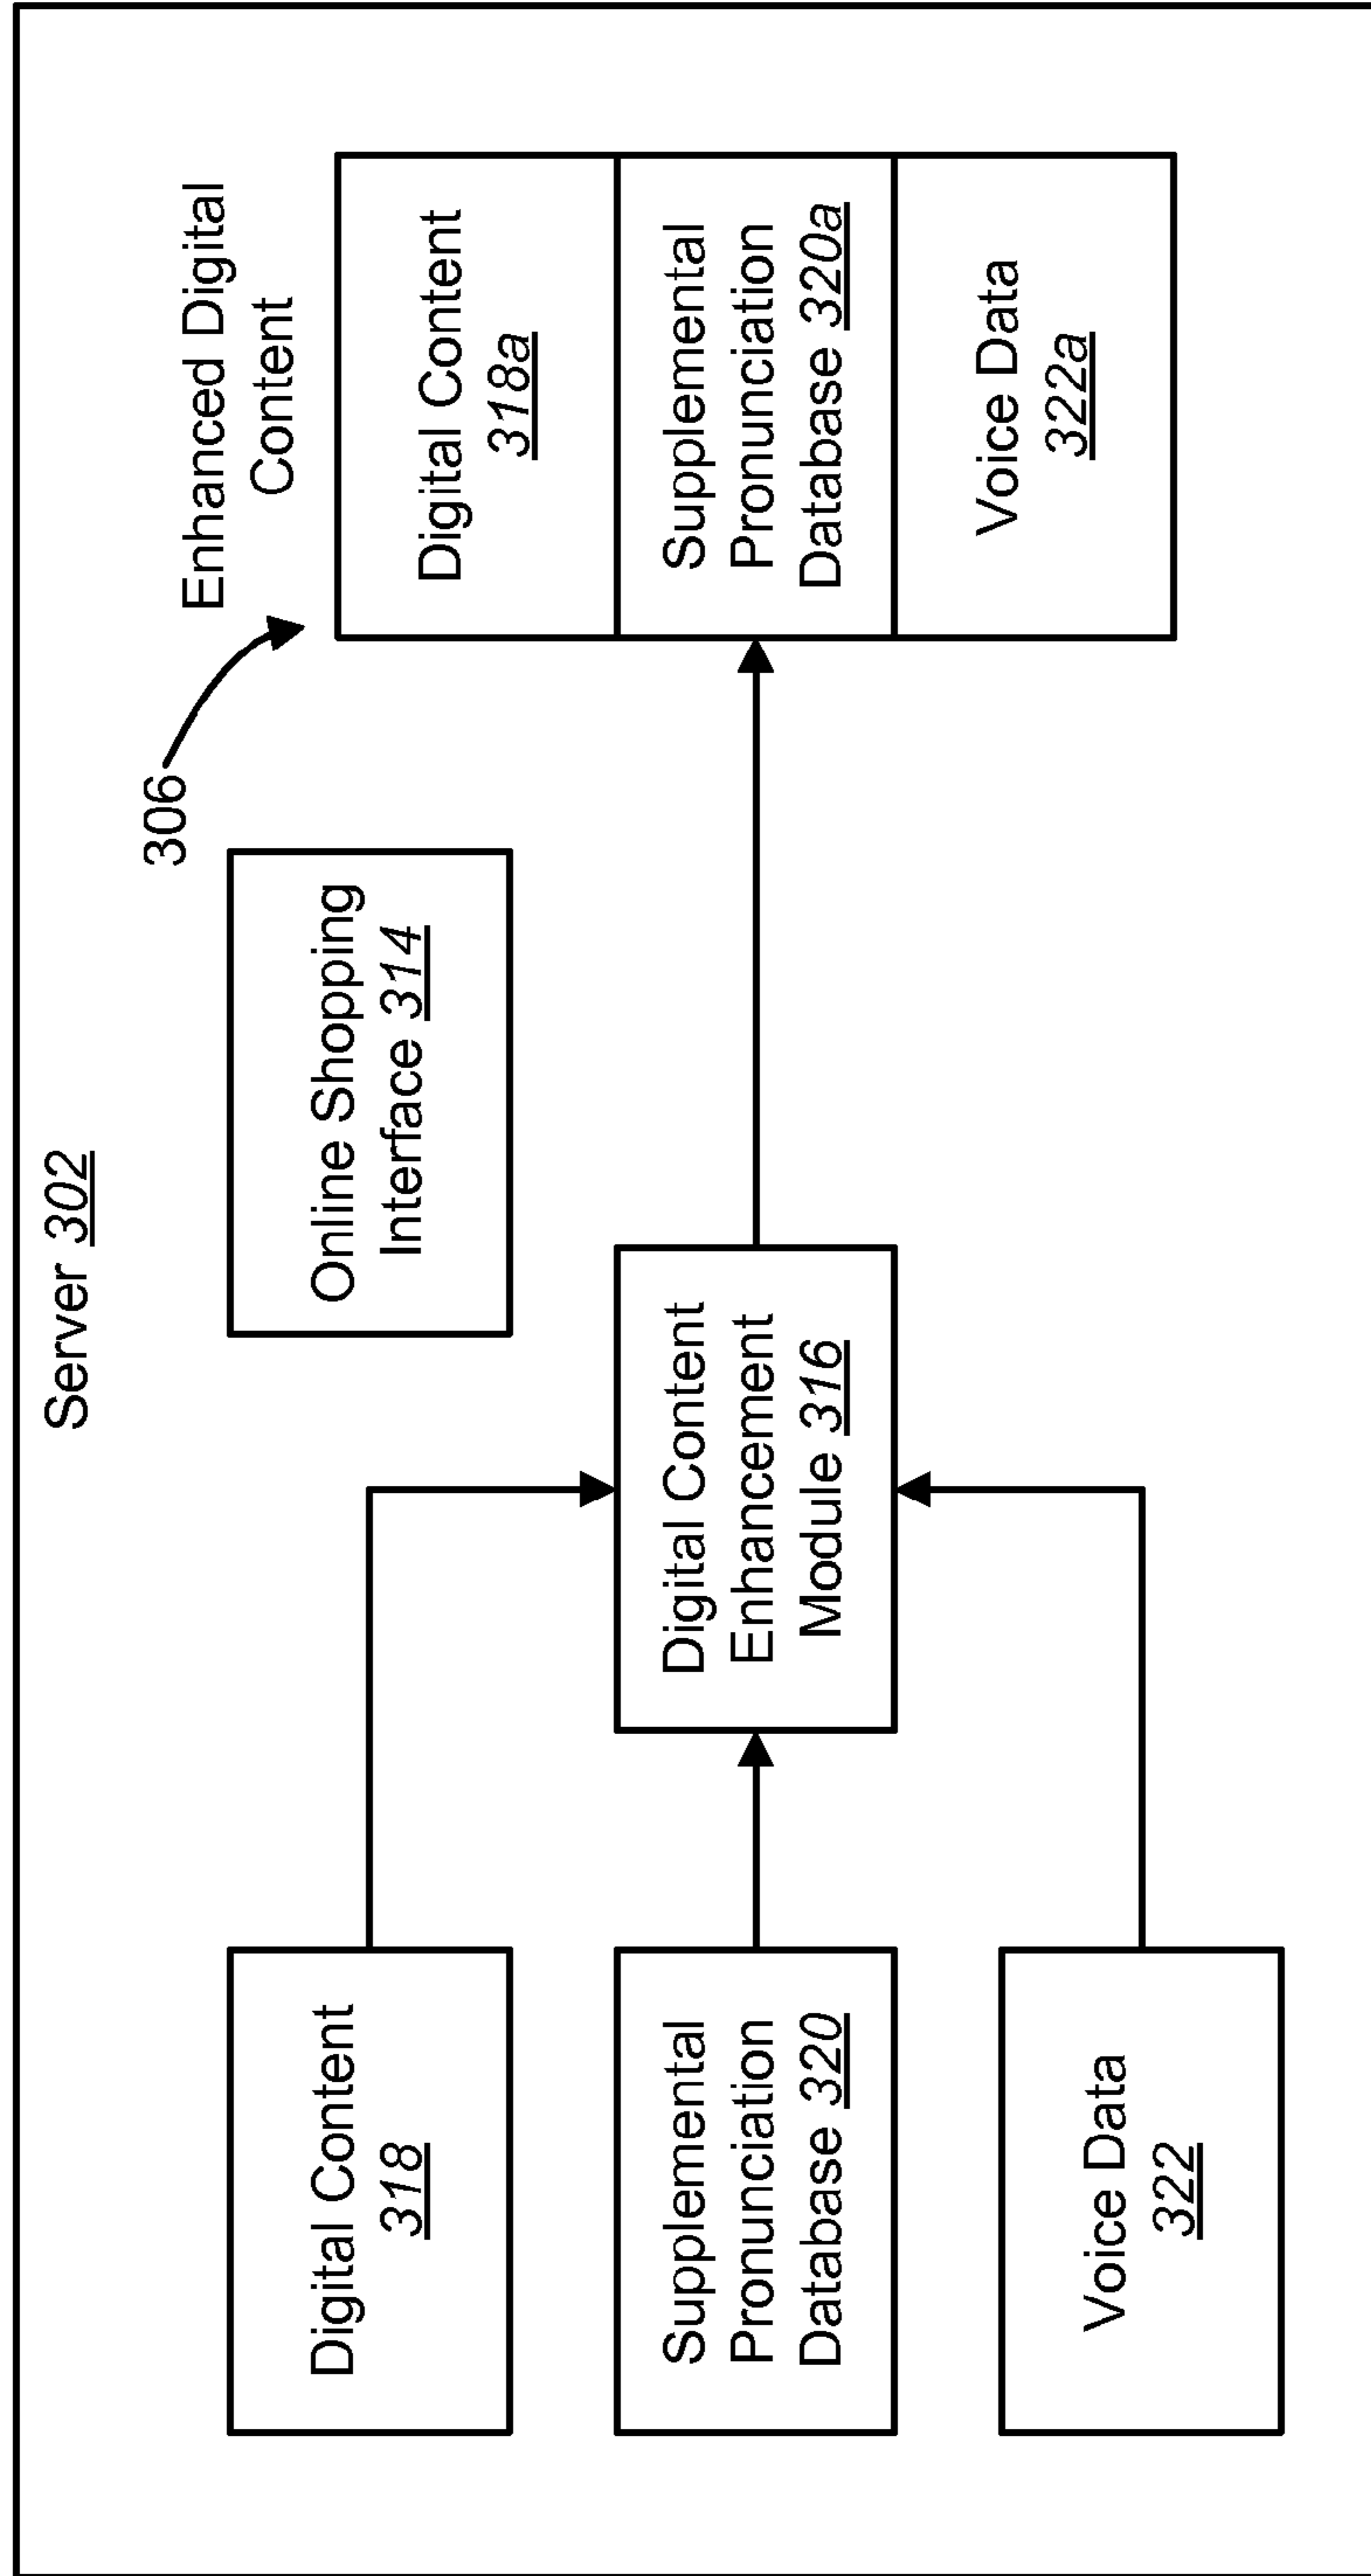 Server 302
Digital Content
318
Supplemental
Pronunciation
Database 320
Voice Data
322
Digital Content
Enhancement
Module 316
Online Shopping
Interface 314
306
Enhanced Digital
Content
Digital Content
318a
Supplemental
Pronunciation
Database 320a
Voice Data
322a